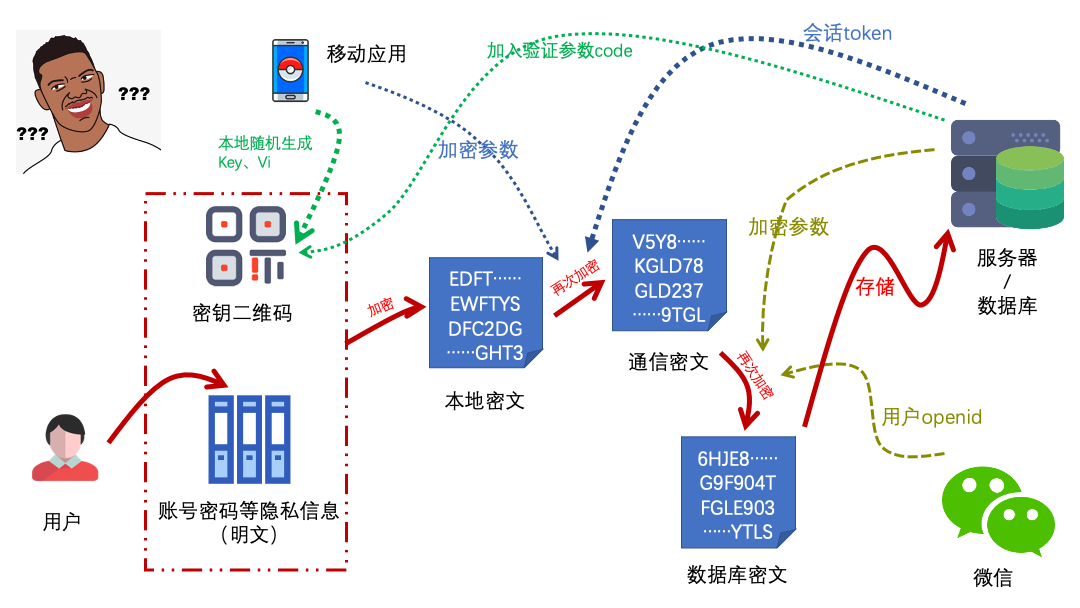 ???
???
移动应用
加入验证参数code
会话token
本地随机生成
Key、Vi
加密参数
加密参数
密钥二维码
加密
EDFT······
EWFTYS
DFC2DG
······GHT3
本地密文
再次加密
V5Y8······
KGLD78
GLD237
······9TGL
通信密文
存储
服务器
/
数据库
再次加密
用户
账号密码等隐私信息
（明文）
6HJE8······
G9F904T
FGLE903
······YTLS
数据库密文
用户openid
微信